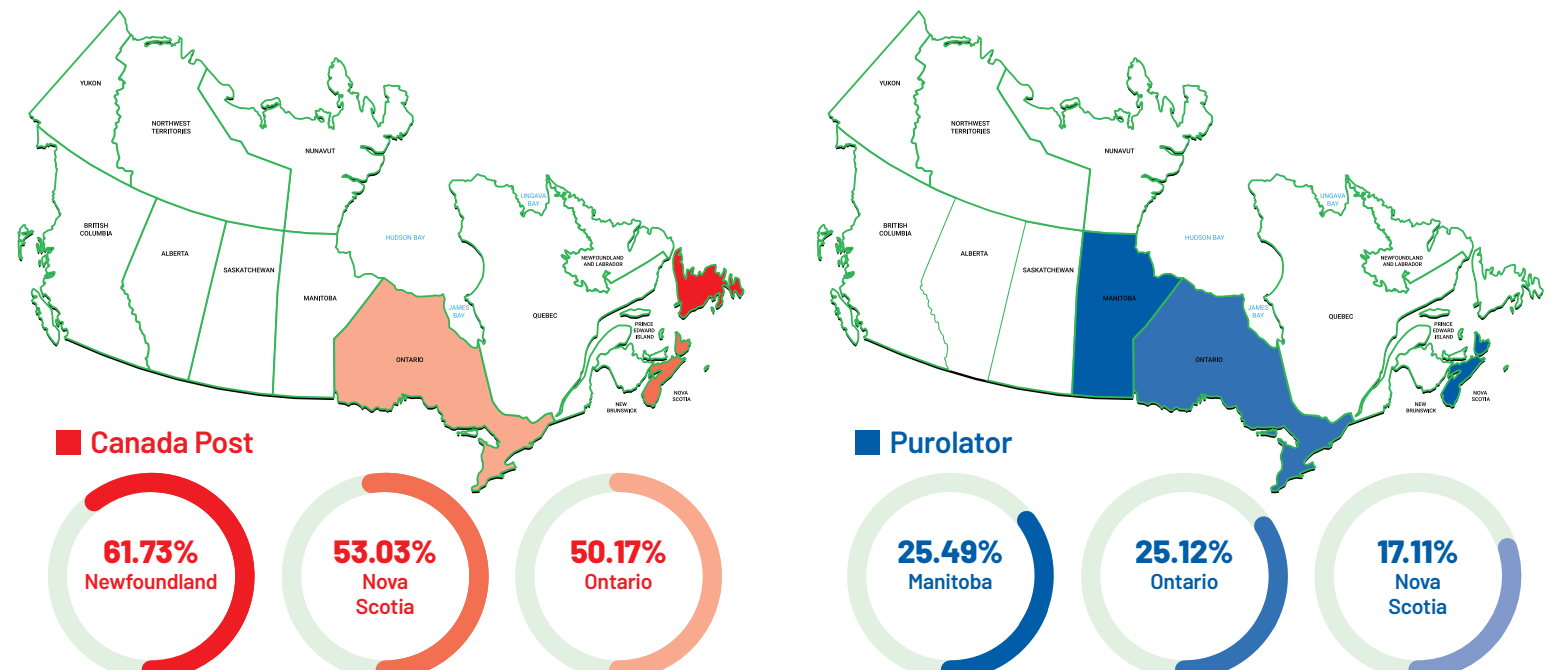 YUKON
NORTHWEST
TERRITORIES
NUNAVUT
UNGAVA
BAY
BRITISH
COLUMBIA
HUDSON BAY
ALBERTA
NEWFOUNDLAND
AND LABRADOR
SASKATCHEWAN
MANITOBA
JAMES
BAY
QUEBEC
PRINCE
EDWARD
ISLAND
ONTARIO
NOVA
SCOTIA
NEW
BRUNSWICK
Canada Post
61.73%
Newfoundland
53.03%
Nova
Scotia
50.17%
Ontario
YUKON
NORTHWEST
TERRITORIES
NUNAVUT
UNGAVA
BAY
BRITISH
COLUMBIA
HUDSON BAY
ALBERTA
NEWFOUNDLAND
AND LABRADOR
SASKATCHEWAN
MANITOBA
JAMES
BAY
QUEBEC
PRINCE
EDWARD
ISLAND
ONTARIO
NOVA
SCOTIA
NEW
BRUNSWICK
Purolator
25.49%
Manitoba
25.12%
Ontario
17.11%
Nova
Scotia